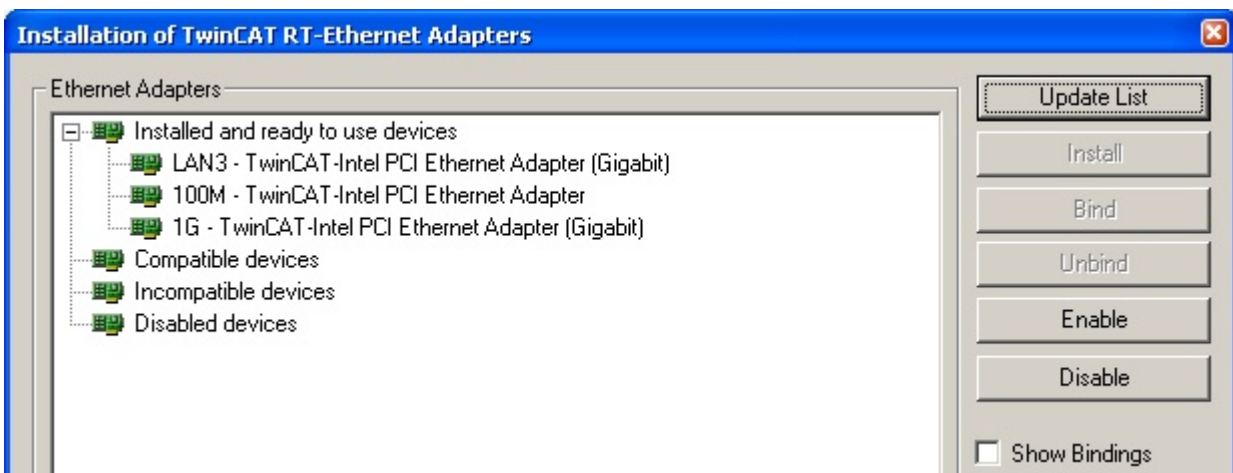 Installation of TwinCAT RT-Ethernet Adapters
Ethernet Adapters
Installed and ready to use devices
LAN3 - TwinCAT-Intel PCI Ethernet Adapter (Gigabit)
100M - TwinCAT-Intel PCI Ethernet Adapter
1G - TwinCAT-Intel PCI Ethernet Adapter (Gigabit)
Compatible devices
Incompatible devices
Disabled devices
Update List
Install
Bind
Unbind
Enable
Disable
Show Bindings